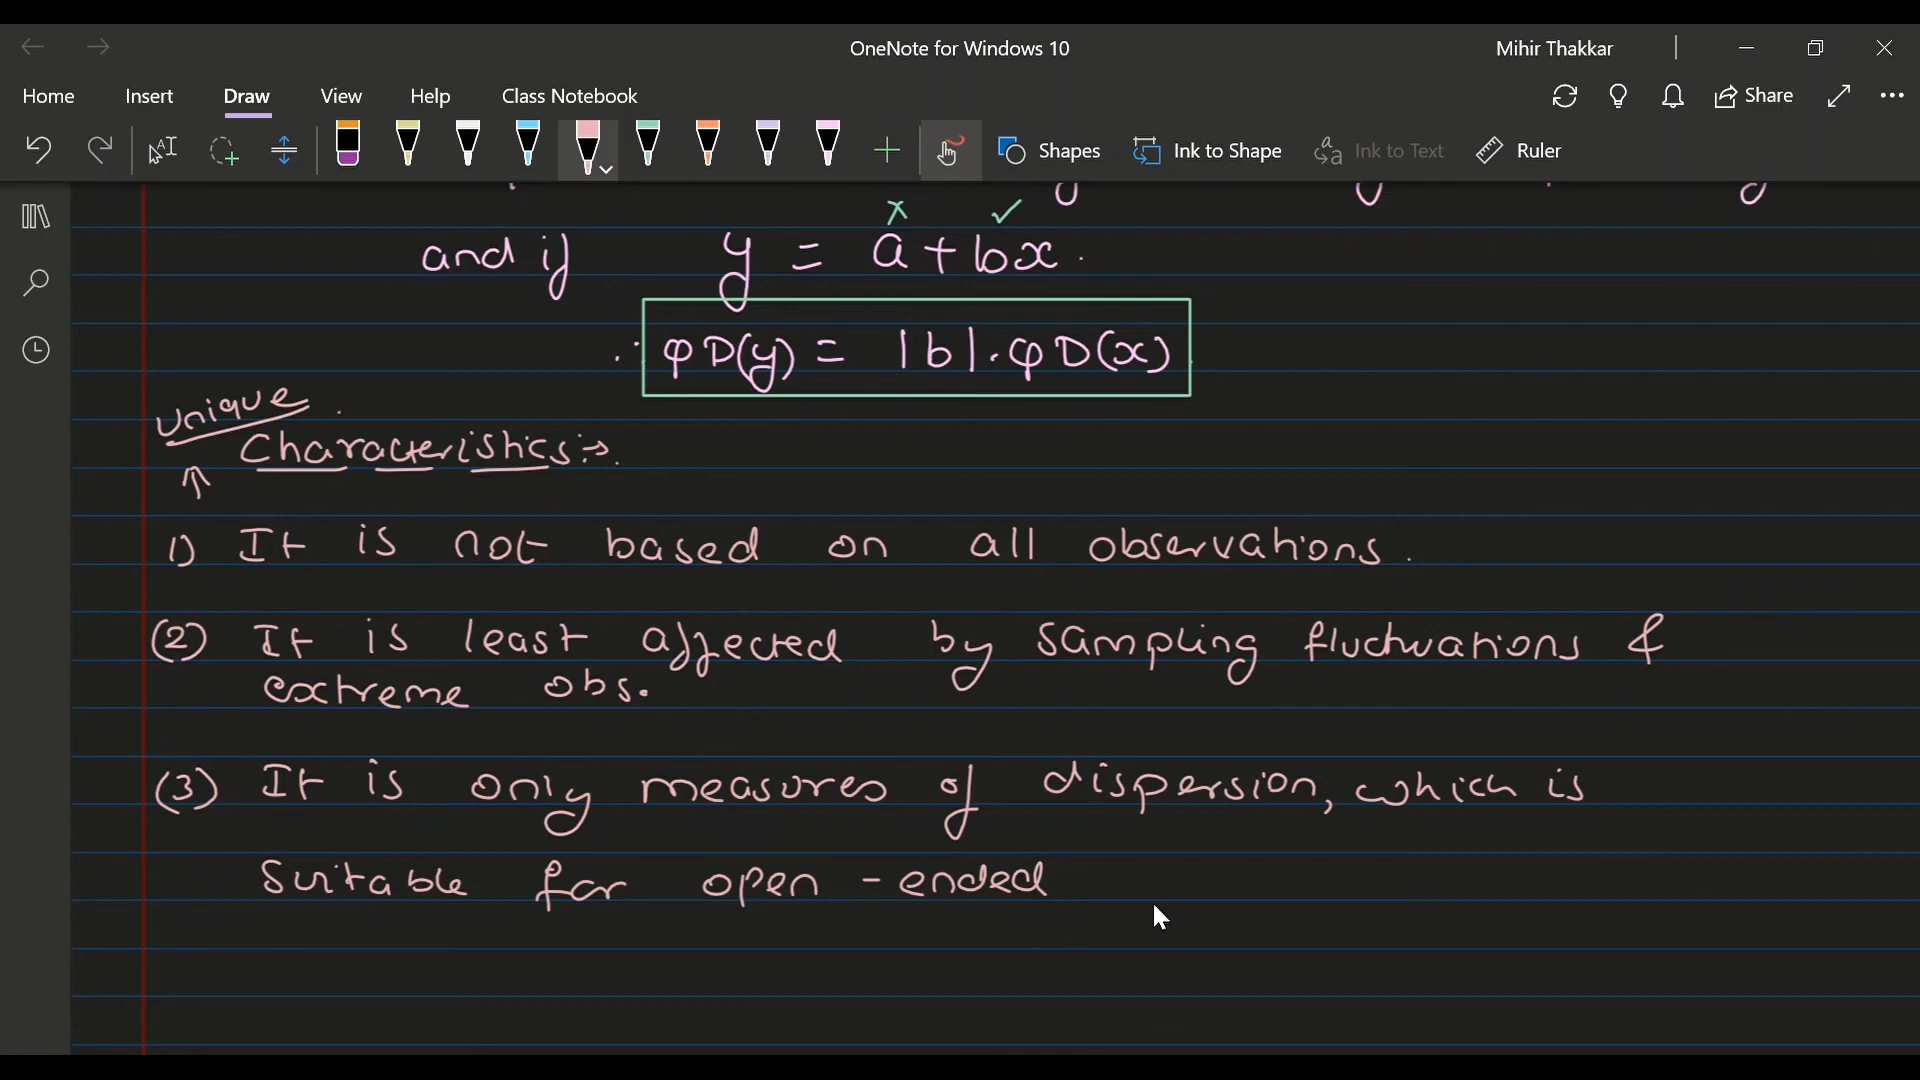 OneNote for Windows 10
Mihir Thakkar
Home Insert Draw View Help Class Notebook Share
Shapes Ink to Shape Ink to Text Ruler
x ✓
and if y = a + bx.
∴ φD(y) = |b|.φD(x)
unique
Characteristics :→.
↑
1) It is not based on all observations.
(2) It is least affected by sampling fluctuations &
extreme obs.
(3) It is only measures of dispersion, which is
Suitable for open - ended